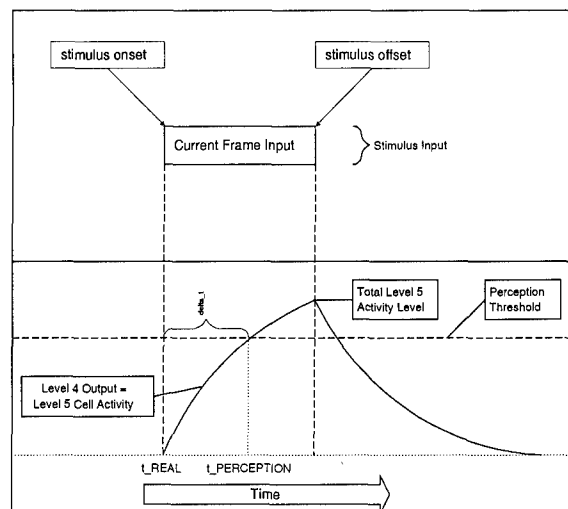 stimulus onset
stimulus offset
Current Frame Input
Stimulus Input
delta_t
Total Level 5
Activity Level
Perception
Threshold
Level 4 Output =
Level 5 Cell Activity
t_REAL
t_PERCEPTION
Time